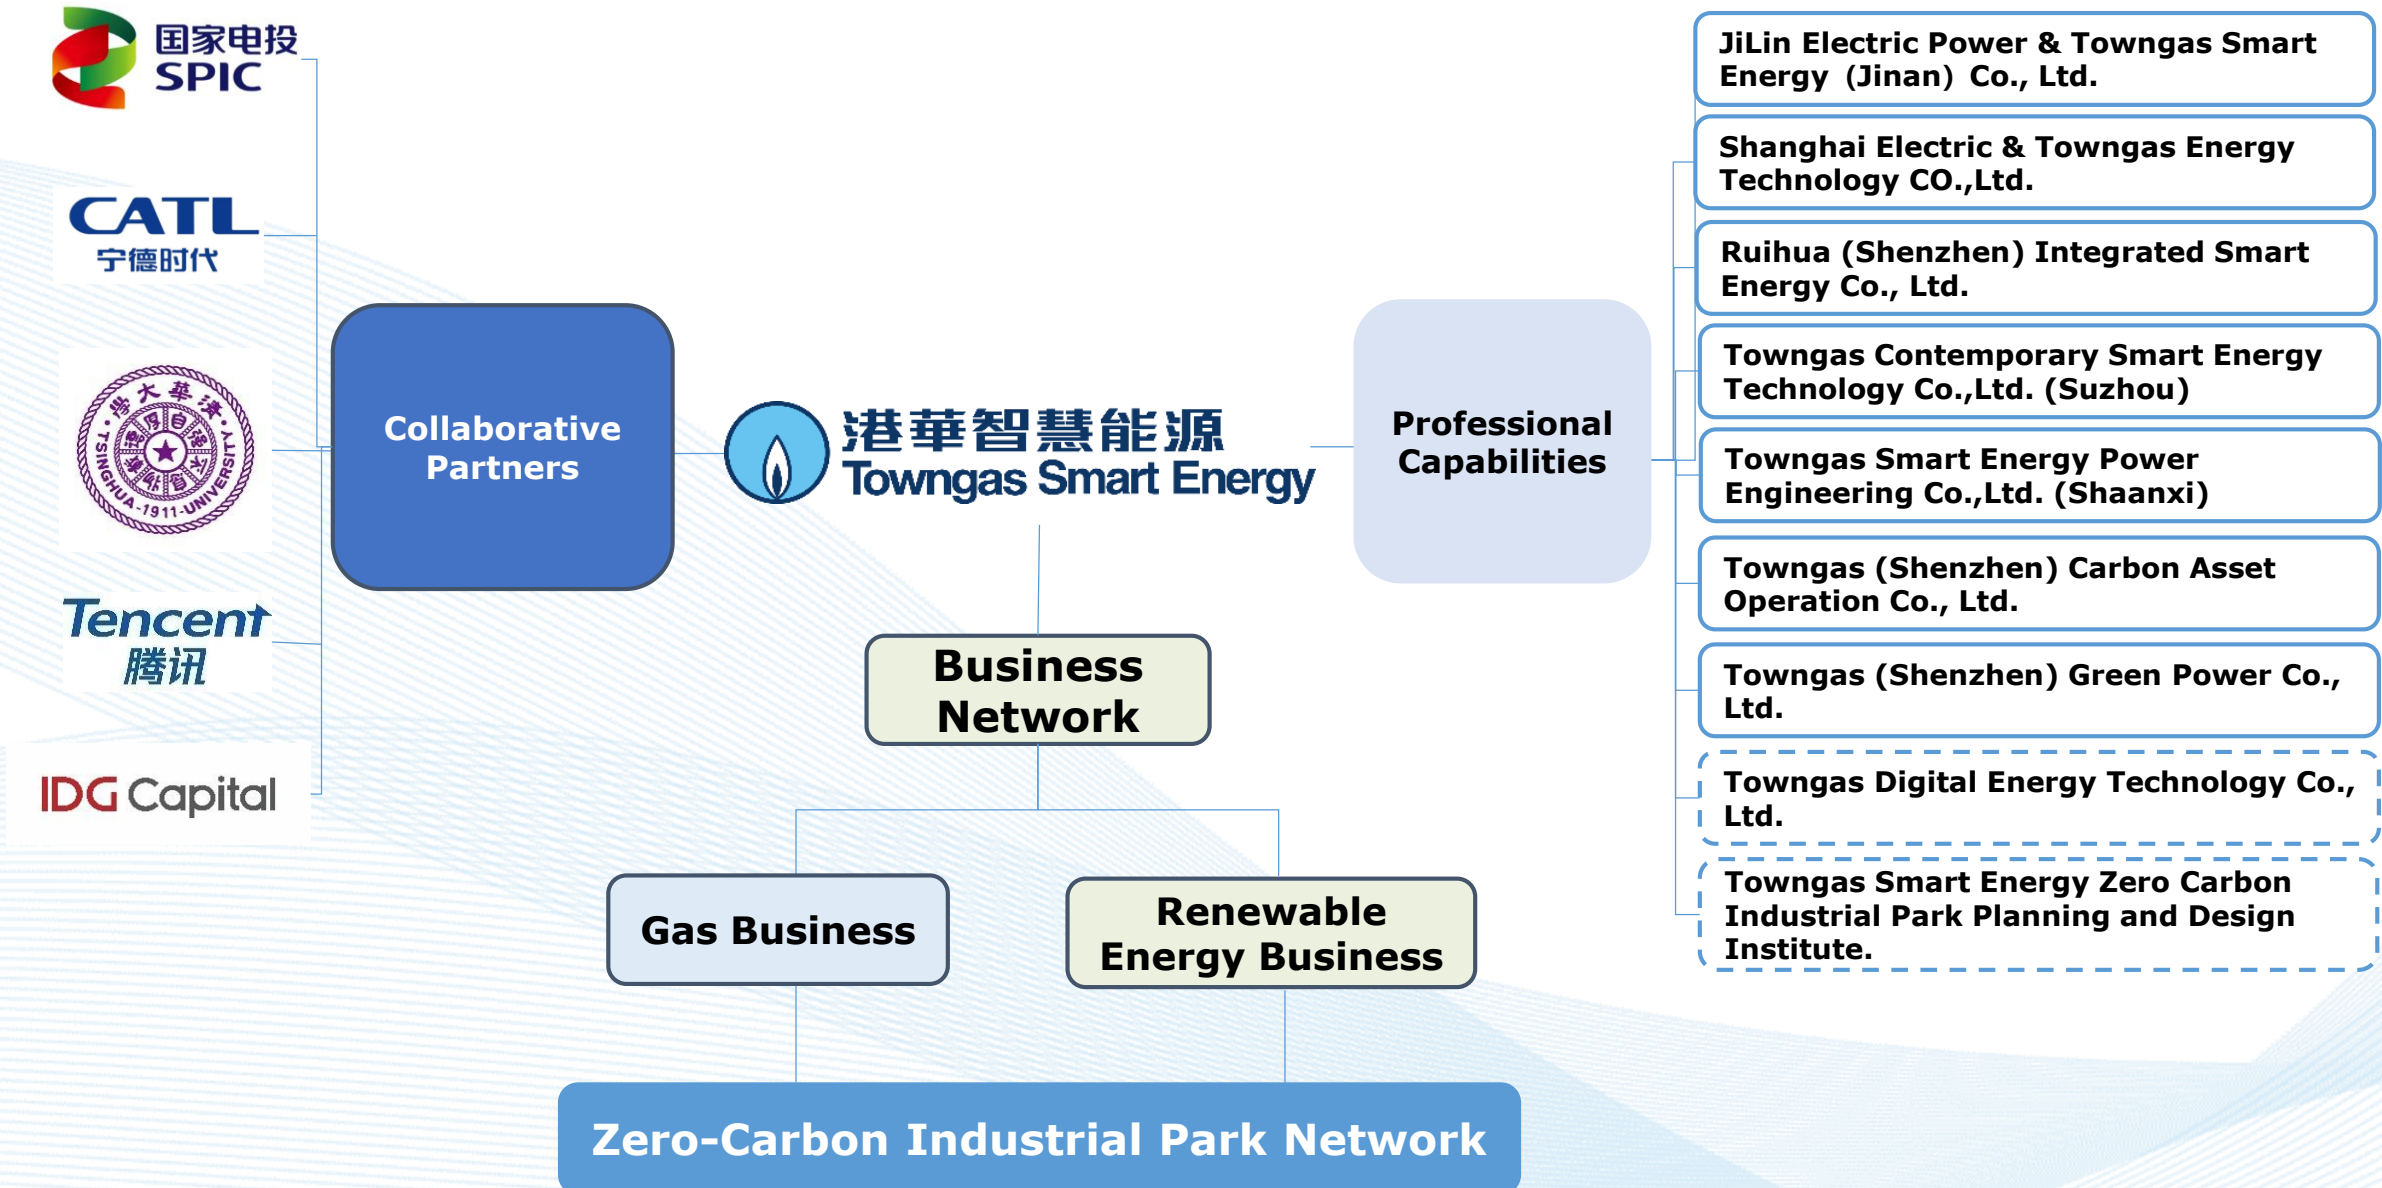 国家电投
SPIC
CATL
宁德时代
TSINGHUA
-1911-
UNIVERSITY
Tencent
腾讯
IDG Capital
Collaborative
Partners
港華智慧能源
Towngas Smart Energy
Professional
Capabilities
Business
Network
Gas Business
Renewable
Energy Business
Zero-Carbon Industrial Park Network
JiLin Electric Power & Towngas Smart
Energy (Jinan) Co., Ltd.
Shanghai Electric & Towngas Energy
Technology CO.,Ltd.
Ruihua (Shenzhen) Integrated Smart
Energy Co., Ltd.
Towngas Contemporary Smart Energy
Technology Co.,Ltd. (Suzhou)
Towngas Smart Energy Power
Engineering Co.,Ltd. (Shaanxi)
Towngas (Shenzhen) Carbon Asset
Operation Co., Ltd.
Towngas (Shenzhen) Green Power Co.,
Ltd.
Towngas Digital Energy Technology Co.,
Ltd.
Towngas Smart Energy Zero Carbon
Industrial Park Planning and Design
Institute.